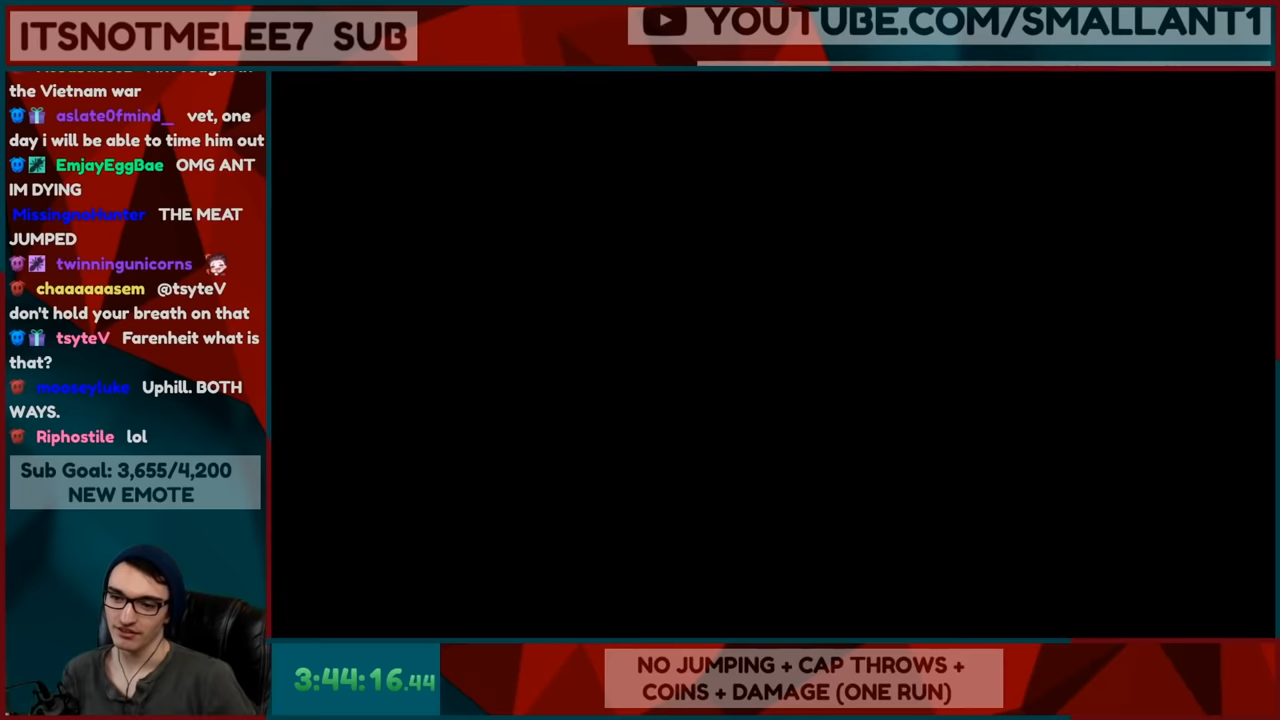 ITSNOTMELEE7 SUB
YOUTUBE.COM/SMALLANT1
the Vietnam war
aslate0fmind_ vet, one
day i will be able to time him out
EmjayEggBae OMG ANT
IM DYING
MissingnoHunter THE MEAT
JUMPED
twinningunicorns
chaaaaaasem @tsyteV
don't hold your breath on that
tsyteV Farenheit what is
that?
mooseyluke Uphill. BOTH
WAYS.
Riphostile lol
Sub Goal: 3,655/4,200
NEW EMOTE
3:44:16.44
NO JUMPING + CAP THROWS +
COINS + DAMAGE (ONE RUN)